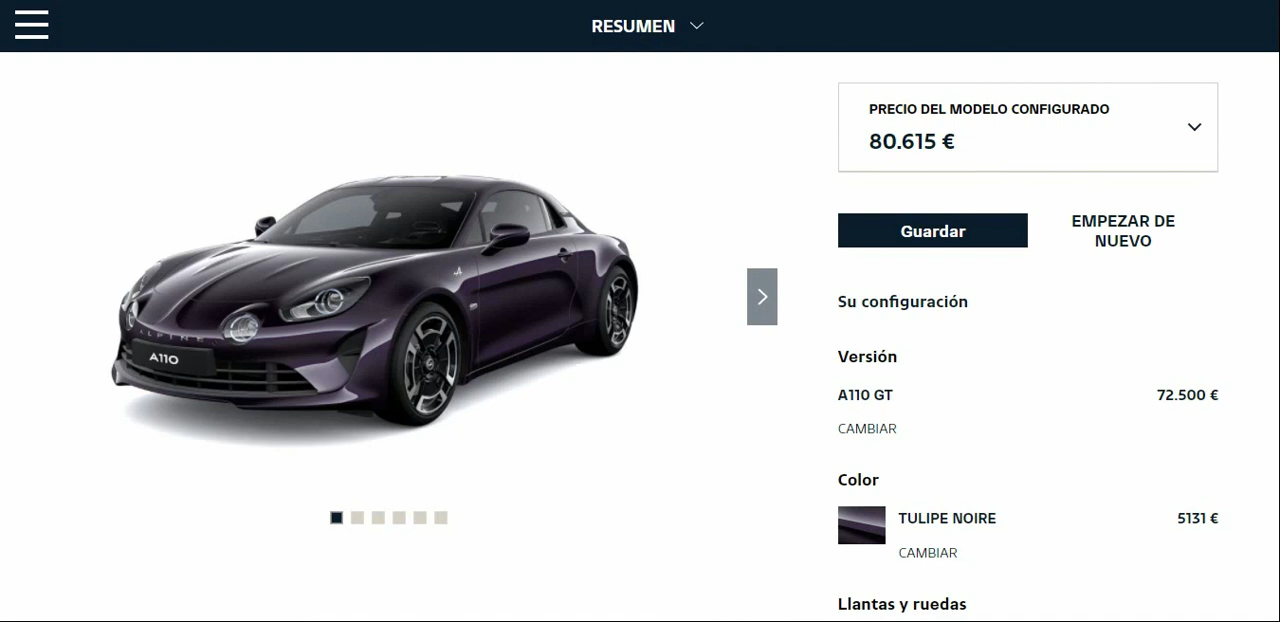 RESUMEN
PRECIO DEL MODELO CONFIGURADO
80.615 €
Guardar
EMPEZAR DE
NUEVO
ALPINE
A110
Su configuración
Versión
A110 GT 72.500 €
CAMBIAR
Color
TULIPE NOIRE 5131 €
CAMBIAR
Llantas y ruedas